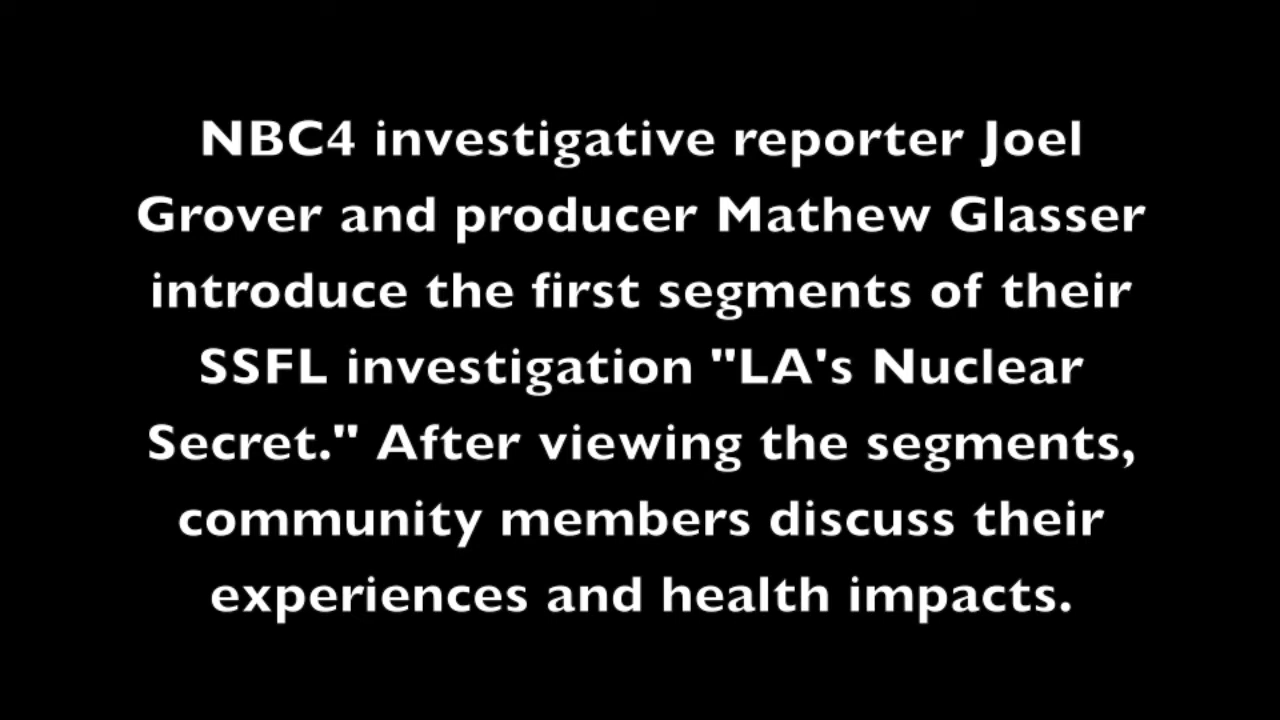 NBC4 investigative reporter Joel
Grover and producer Mathew Glasser
introduce the first segments of their
SSFL investigation "LA's Nuclear
Secret." After viewing the segments,
community members discuss their
experiences and health impacts.